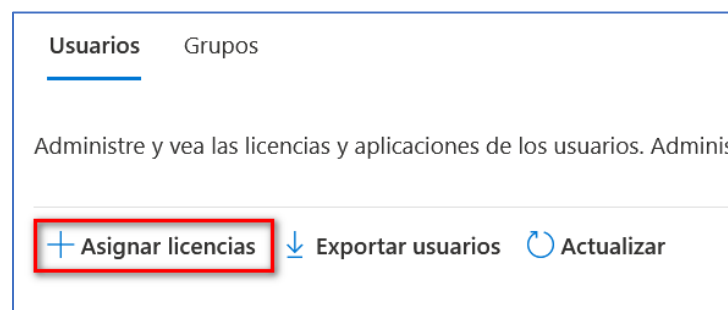 Usuarios Grupos
Administre y vea las licencias y aplicaciones de los usuarios. Adminis
Asignar licencias Exportar usuarios Actualizar